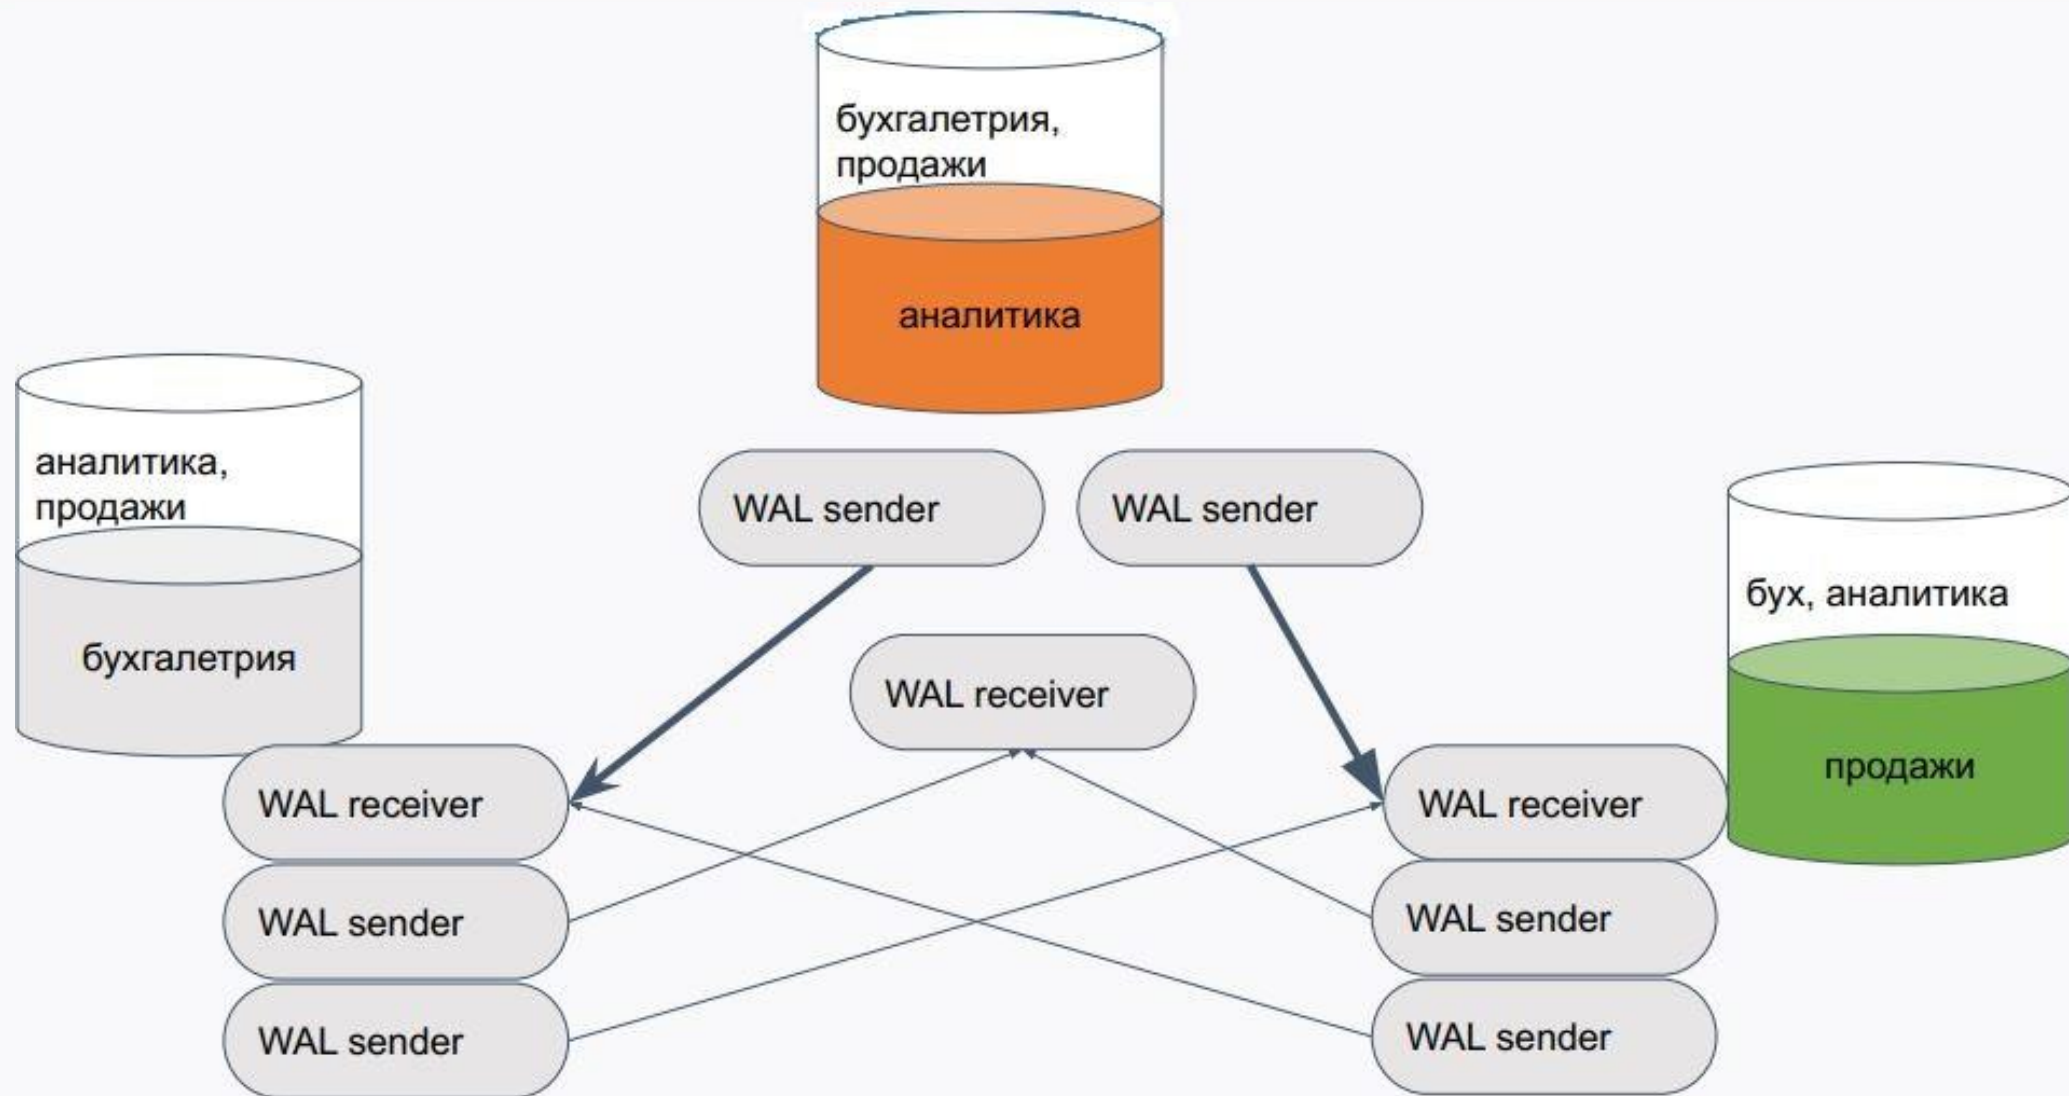 бухгалетрия,
продажи
аналитика
аналитика,
продажи
бухгалетрия
WAL sender
WAL sender
бух, аналитика
продажи
WAL receiver
WAL receiver
WAL sender
WAL sender
WAL receiver
WAL sender
WAL sender